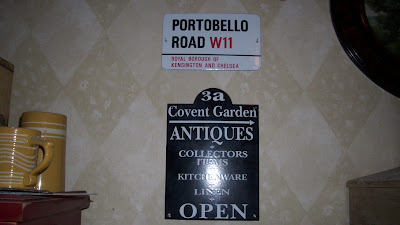 PORTOBELLO
ROAD W11
ROYAL BOROUGH OF
KENSINGTON AND CHELSEA
3a
Covent Garden
ANTIQUES
COLLECTORS
ITEMS
KITCHENWARE
LINEN
OPEN